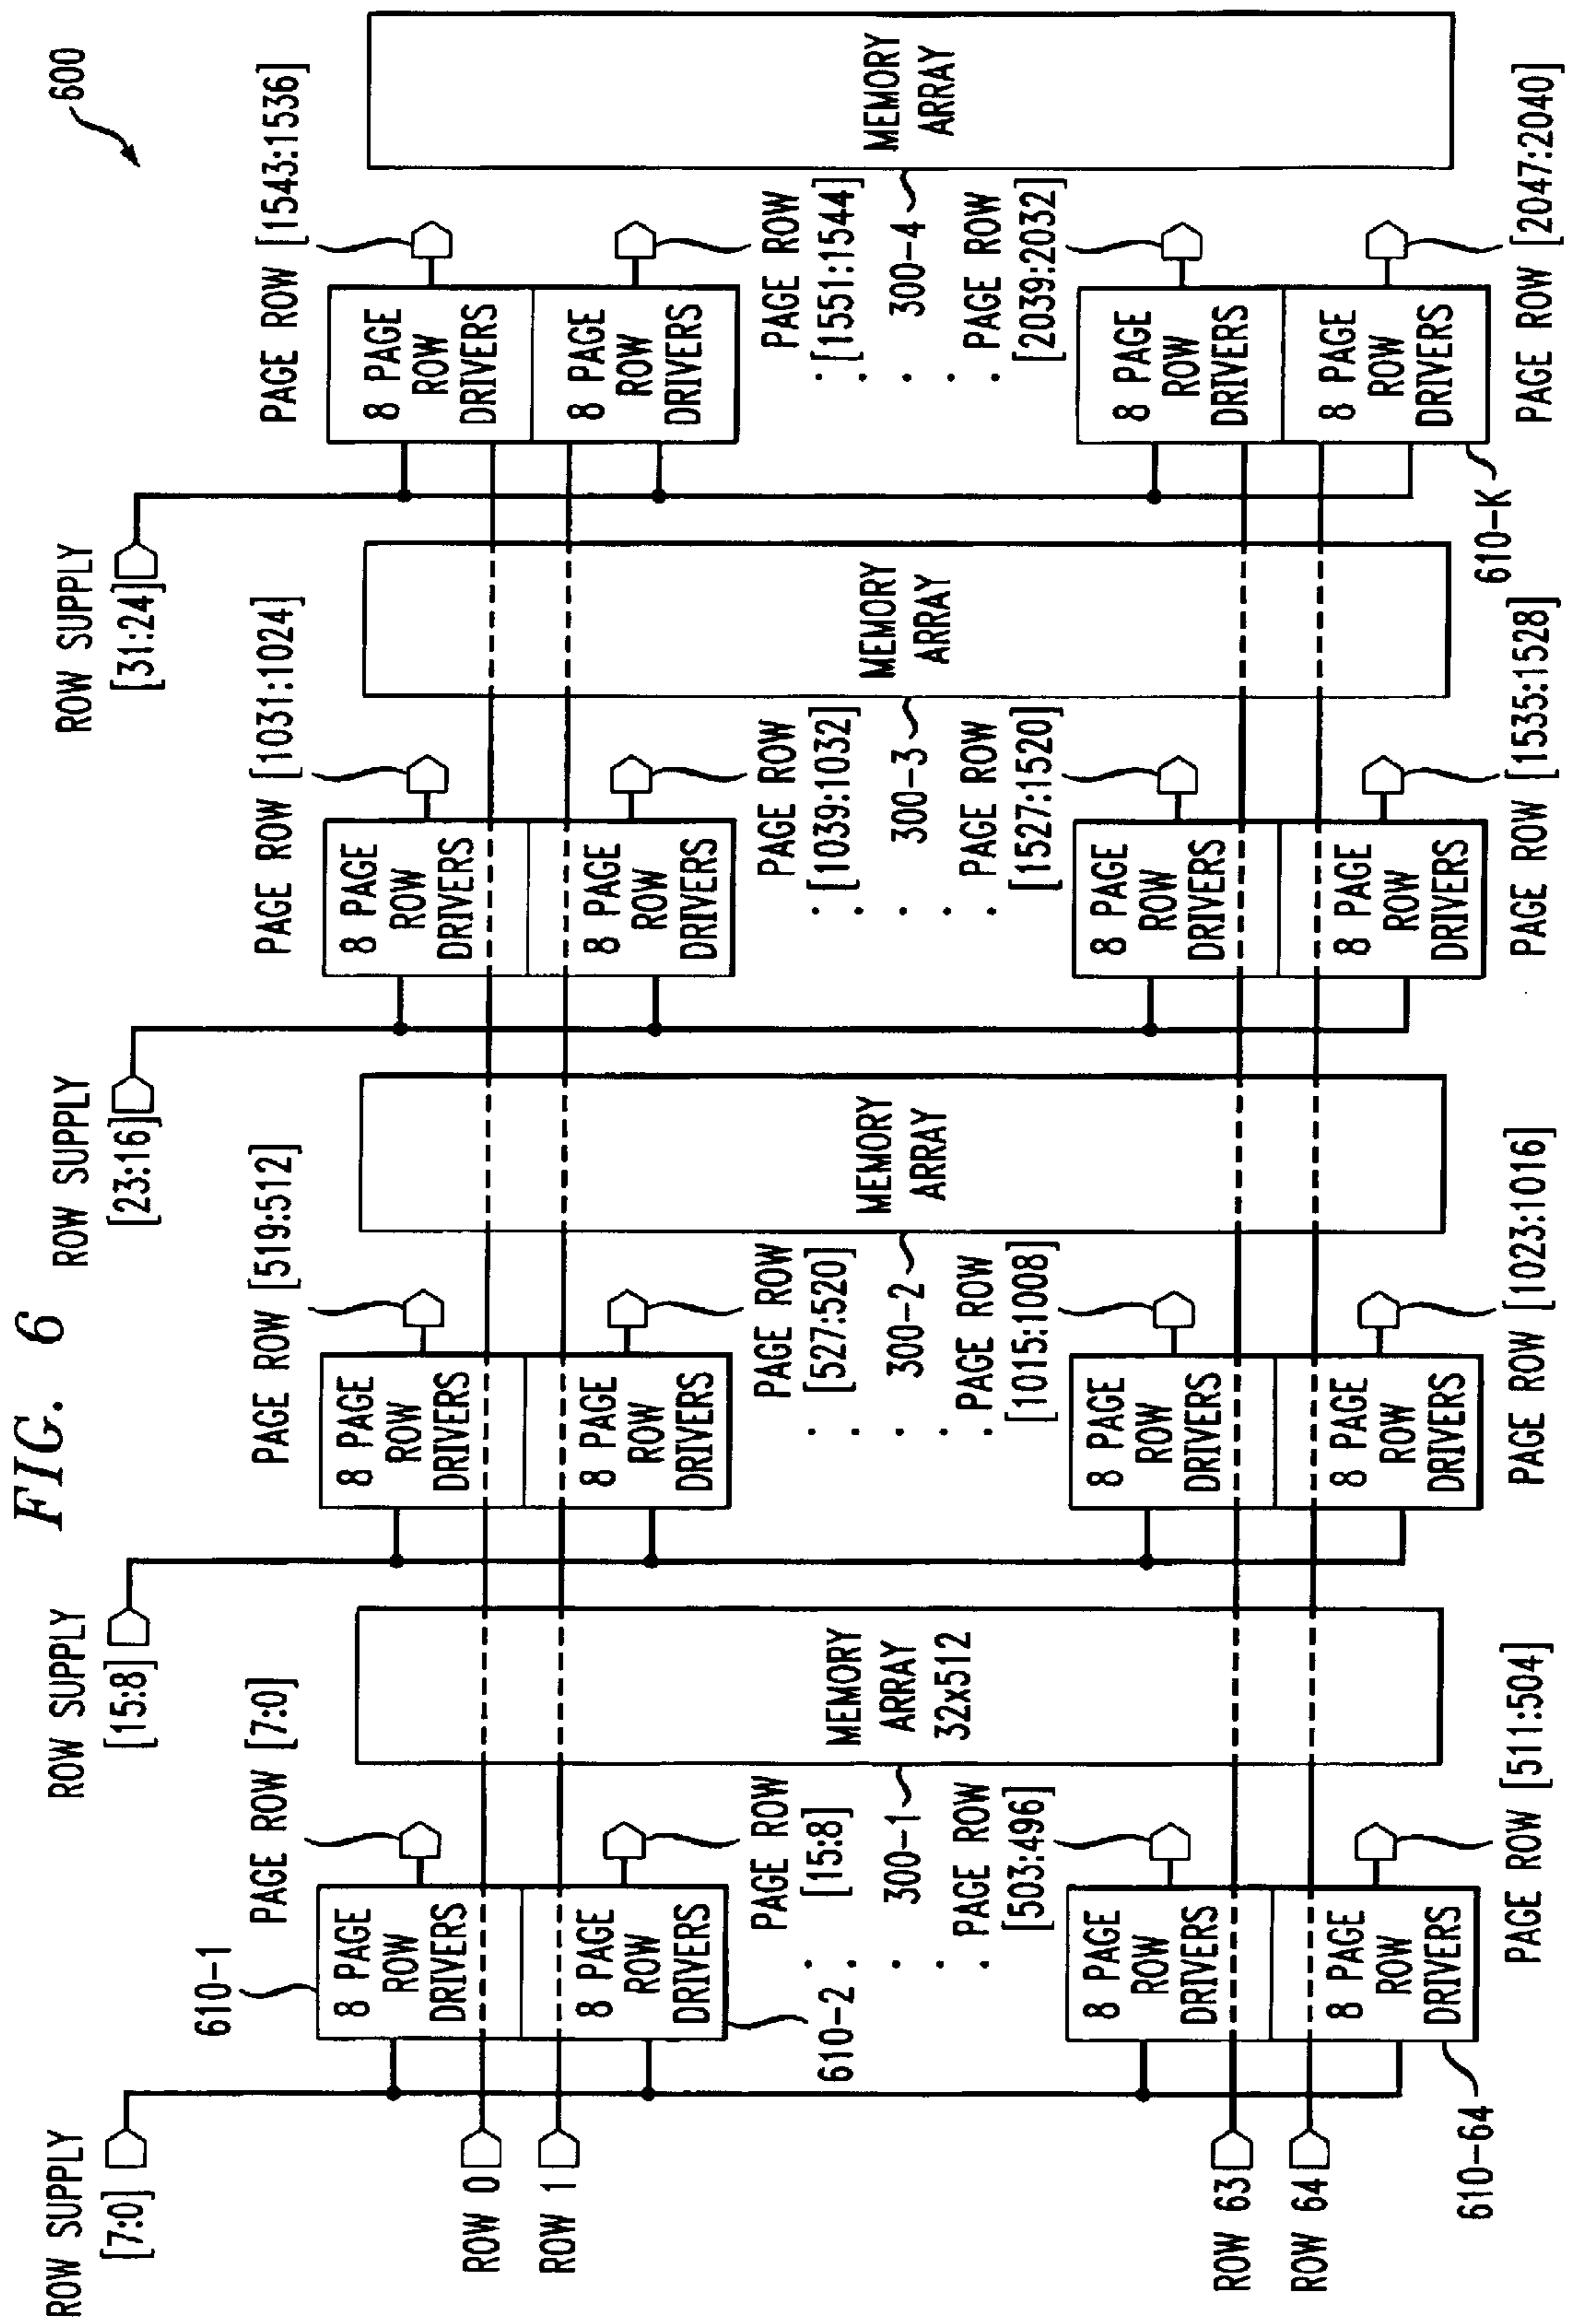 FIG. 6
600
ROW SUPPLY
[7:0]
ROW SUPPLY
[15:8]
ROW SUPPLY
[23:16]
ROW SUPPLY
[31:24]
ROW 0
ROW 1
ROW 63
ROW 64
610-1
8 PAGE
ROW
DRIVERS
PAGE ROW [7:0]
8 PAGE
ROW
DRIVERS
610-2
PAGE ROW
[15:8]
300-1
PAGE ROW
[503:496]
8 PAGE
ROW
DRIVERS
8 PAGE
ROW
DRIVERS
610-64
PAGE ROW [511:504]
MEMORY
ARRAY
32x512
8 PAGE
ROW
DRIVERS
PAGE ROW [519:512]
8 PAGE
ROW
DRIVERS
PAGE ROW
[527:520]
300-2
PAGE ROW
[1015:1008]
8 PAGE
ROW
DRIVERS
8 PAGE
ROW
DRIVERS
PAGE ROW [1023:1016]
MEMORY
ARRAY
8 PAGE
ROW
DRIVERS
PAGE ROW [1031:1024]
8 PAGE
ROW
DRIVERS
PAGE ROW
[1039:1032]
300-3
PAGE ROW
[1527:1520]
8 PAGE
ROW
DRIVERS
8 PAGE
ROW
DRIVERS
PAGE ROW [1535:1528]
MEMORY
ARRAY
8 PAGE
ROW
DRIVERS
PAGE ROW [1543:1536]
8 PAGE
ROW
DRIVERS
PAGE ROW
[1551:1544]
300-4
PAGE ROW
[2039:2032]
8 PAGE
ROW
DRIVERS
8 PAGE
ROW
DRIVERS
610-K
PAGE ROW [2047:2040]
MEMORY
ARRAY